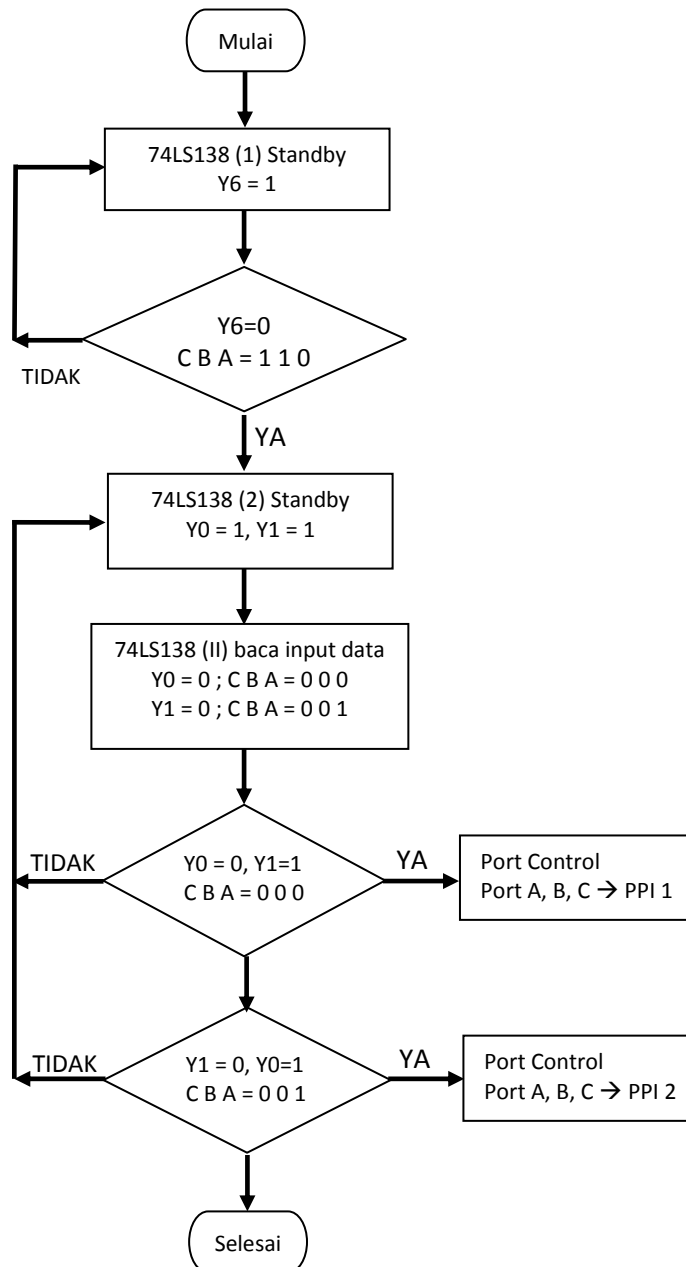 Mulai
74LS138 (1) Standby
Y6 = 1
Y6=0
C B A = 1 1 0
TIDAK
YA
74LS138 (2) Standby
Y0 = 1, Y1 = 1
74LS138 (II) baca input data
Y0 = 0 ; C B A = 0 0 0
Y1 = 0 ; C B A = 0 0 1
TIDAK
Y0 = 0, Y1=1
C B A = 0 0 0
YA
Port Control
Port A, B, C → PPI 1
TIDAK
Y1 = 0, Y0=1
C B A = 0 0 1
YA
Port Control
Port A, B, C → PPI 2
Selesai